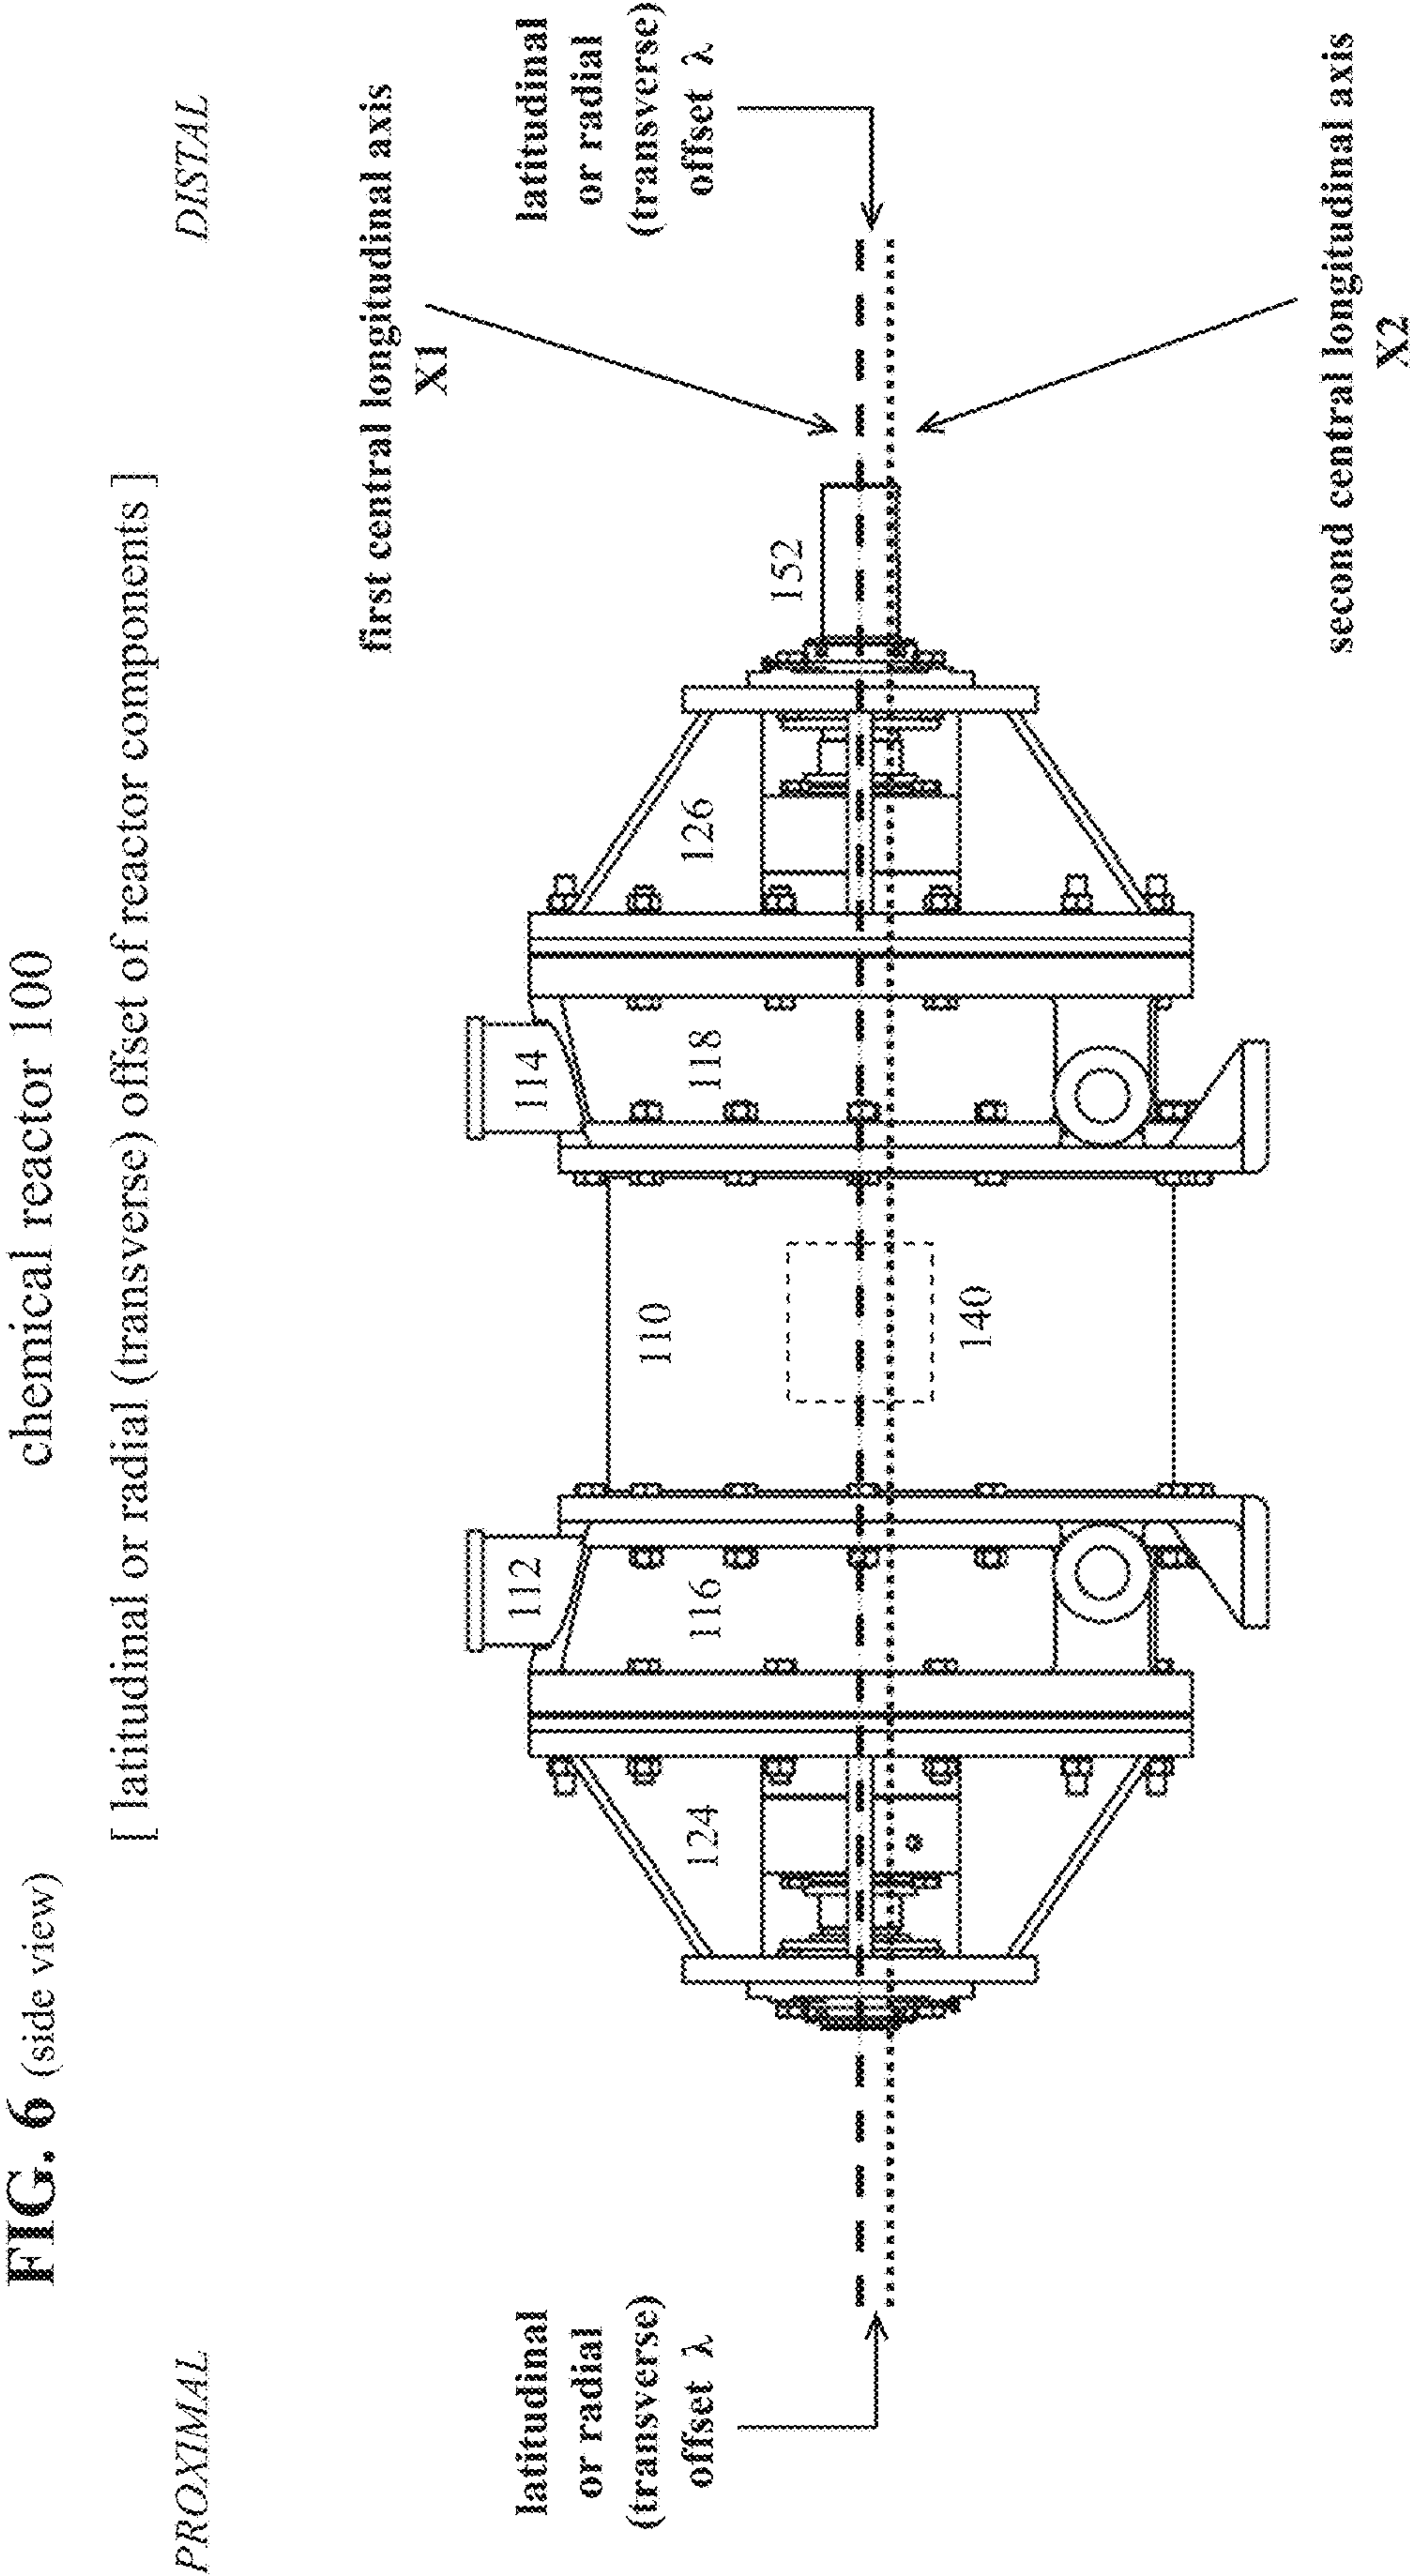 FIG. 6 (side view)
chemical reactor 100
[ latitudinal or radial (transverse) offset of reactor components ]
PROXIMAL
DISTAL
first central longitudinal axis
X1
latitudinal
or radial
(transverse)
offset λ
latitudinal
or radial
(transverse)
offset λ
112
114
124
116
110
118
126
152
140
second central longitudinal axis
X2